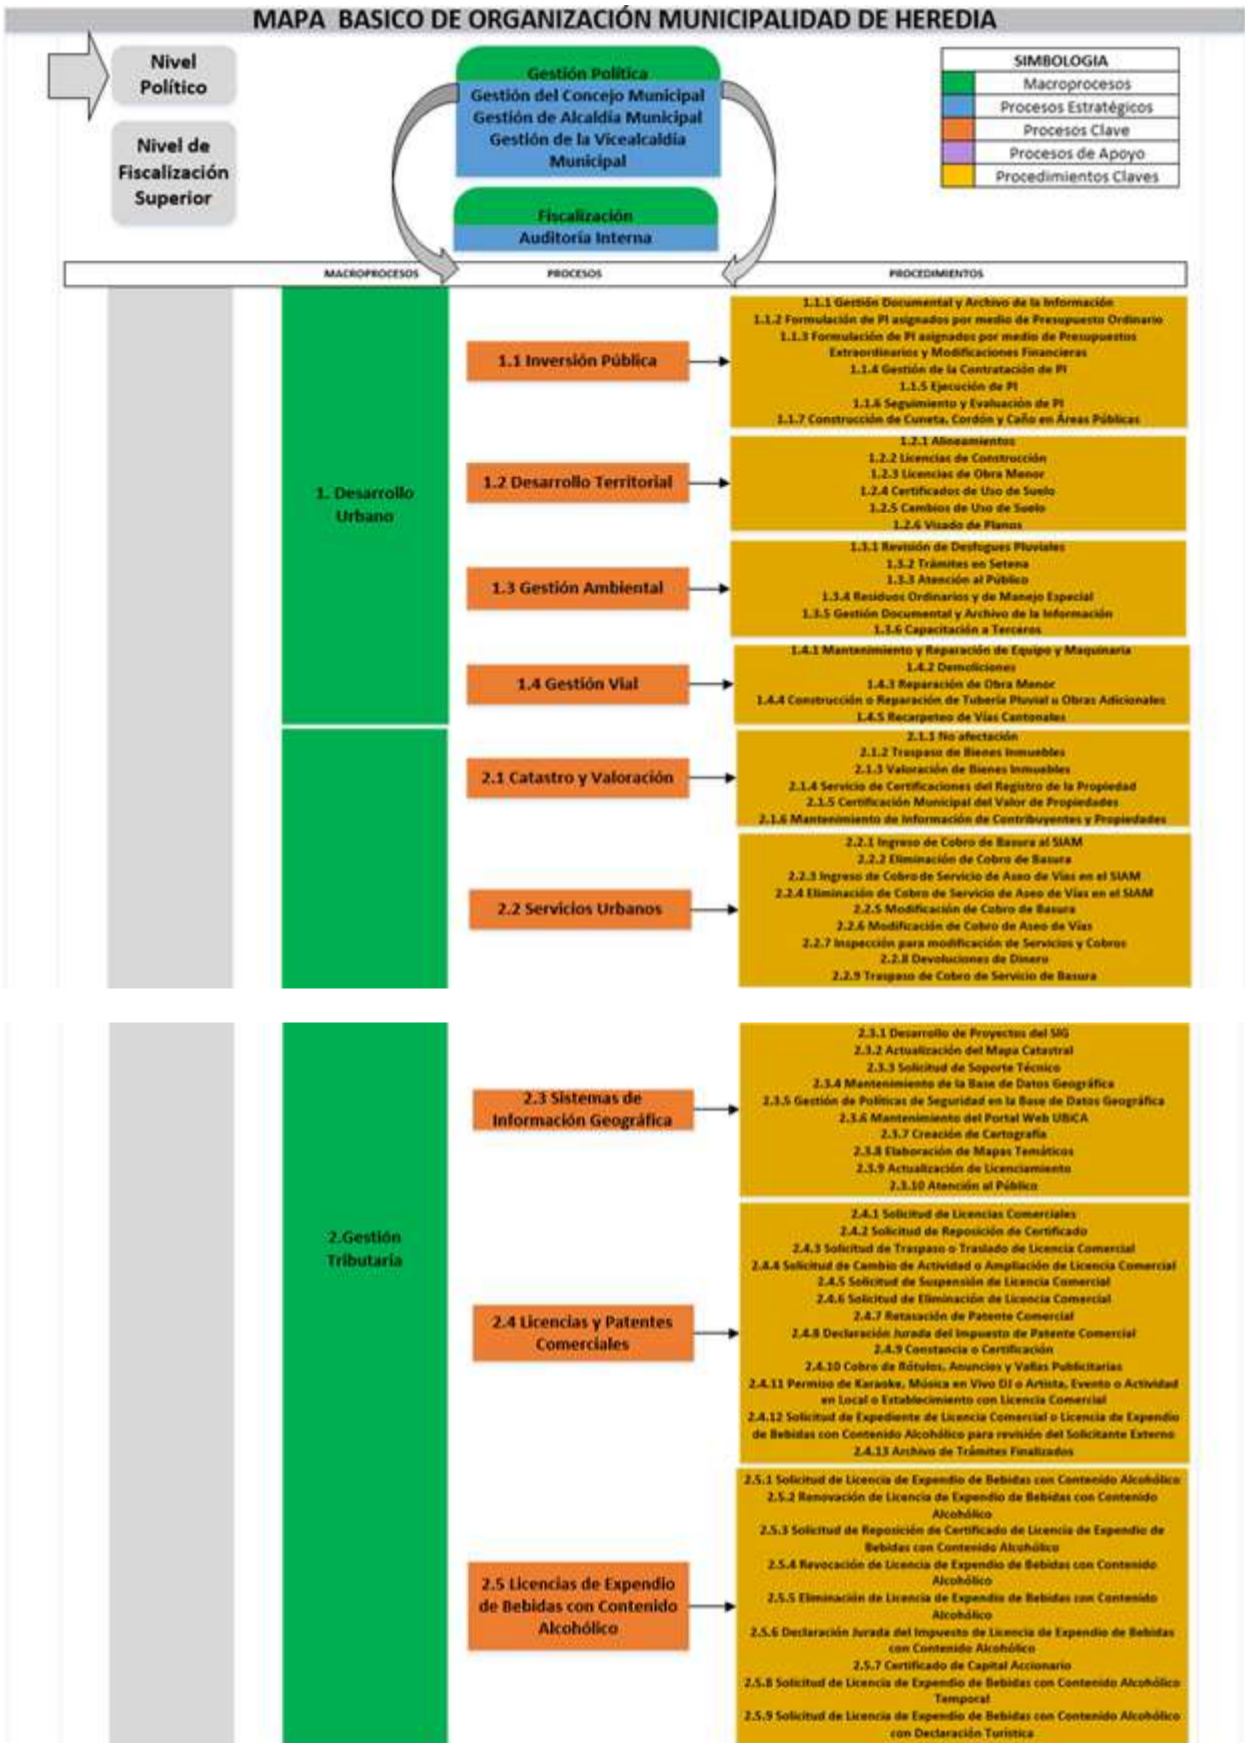 MAPA BASICO DE ORGANIZACIÓN MUNICIPALIDAD DE HEREDIA
Nivel
Político
Nivel de
Fiscalización
Superior
Gestión Política
Gestión del Concejo Municipal
Gestión de Alcaldía Municipal
Gestión de la Vicealcaldía
Municipal
Fiscalización
Auditoría Interna
SIMBOLOGIA
Macroprocesos
Procesos Estratégicos
Procesos Clave
Procesos de Apoyo
Procedimientos Claves
MACROPROCESOS PROCESOS PROCEDIMIENTOS
1. Desarrollo
Urbano
1.1 Inversión Pública
1.1.1 Gestión Documental y Archivo de la Información
1.1.2 Formulación de PI asignados por medio de Presupuesto Ordinario
1.1.3 Formulación de PI asignados por medio de Presupuestos
Extraordinarios y Modificaciones Financieras
1.1.4 Gestión de la Contratación de PI
1.1.5 Ejecución de PI
1.1.6 Seguimiento y Evaluación de PI
1.1.7 Construcción de Cuneta, Cordón y Caño en Áreas Públicas
1.2 Desarrollo Territorial
1.2.1 Alineamientos
1.2.2 Licencias de Construcción
1.2.3 Licencias de Obra Menor
1.2.4 Certificados de Uso de Suelo
1.2.5 Cambios de Uso de Suelo
1.2.6 Visado de Planos
1.3 Gestión Ambiental
1.3.1 Revisión de Desfogues Pluviales
1.3.2 Trámites en Setena
1.3.3 Atención al Público
1.3.4 Residuos Ordinarios y de Manejo Especial
1.3.5 Gestión Documental y Archivo de la Información
1.3.6 Capacitación a Terceros
1.4 Gestión Vial
1.4.1 Mantenimiento y Reparación de Equipo y Maquinaria
1.4.2 Demoliciones
1.4.3 Reparación de Obra Menor
1.4.4 Construcción o Reparación de Tubería Pluvial u Obras Adicionales
1.4.5 Recarpeteo de Vías Cantonales
2.1 Catastro y Valoración
2.1.1 No afectación
2.1.2 Traspaso de Bienes Inmuebles
2.1.3 Valoración de Bienes Inmuebles
2.1.4 Servicio de Certificaciones del Registro de la Propiedad
2.1.5 Certificación Municipal del Valor de Propiedades
2.1.6 Mantenimiento de Información de Contribuyentes y Propiedades
2.2 Servicios Urbanos
2.2.1 Ingreso de Cobro de Basura al SIAM
2.2.2 Eliminación de Cobro de Basura
2.2.3 Ingreso de Cobro de Servicio de Aseo de Vías en el SIAM
2.2.4 Eliminación de Cobro de Servicio de Aseo de Vías en el SIAM
2.2.5 Modificación de Cobro de Basura
2.2.6 Modificación de Cobro de Aseo de Vías
2.2.7 Inspección para modificación de Servicios y Cobros
2.2.8 Devoluciones de Dinero
2.2.9 Traspaso de Cobro de Servicio de Basura
2.Gestión
Tributaria
2.3 Sistemas de
Información Geográfica
2.3.1 Desarrollo de Proyectos del SIG
2.3.2 Actualización del Mapa Catastral
2.3.3 Solicitud de Soporte Técnico
2.3.4 Mantenimiento de la Base de Datos Geográfica
2.3.5 Gestión de Políticas de Seguridad en la Base de Datos Geográfica
2.3.6 Mantenimiento del Portal Web UBiCA
2.3.7 Creación de Cartografía
2.3.8 Elaboración de Mapas Temáticos
2.3.9 Actualización de Licenciamiento
2.3.10 Atención al Público
2.4 Licencias y Patentes
Comerciales
2.4.1 Solicitud de Licencias Comerciales
2.4.2 Solicitud de Reposición de Certificado
2.4.3 Solicitud de Traspaso o Traslado de Licencia Comercial
2.4.4 Solicitud de Cambio de Actividad o Ampliación de Licencia Comercial
2.4.5 Solicitud de Suspensión de Licencia Comercial
2.4.6 Solicitud de Eliminación de Licencia Comercial
2.4.7 Retasación de Patente Comercial
2.4.8 Declaración Jurada del Impuesto de Patente Comercial
2.4.9 Constancia o Certificación
2.4.10 Cobro de Rótulos, Anuncios y Vallas Publicitarias
2.4.11 Permiso de Karaoke, Música en Vivo DJ o Artista, Evento o Actividad
en Local o Establecimiento con Licencia Comercial
2.4.12 Solicitud de Expediente de Licencia Comercial o Licencia de Expendio
de Bebidas con Contenido Alcohólico para revisión del Solicitante Externo
2.4.13 Archivo de Trámites Finalizados
2.5 Licencias de Expendio
de Bebidas con Contenido
Alcohólico
2.5.1 Solicitud de Licencia de Expendio de Bebidas con Contenido Alcohólico
2.5.2 Renovación de Licencia de Expendio de Bebidas con Contenido
Alcohólico
2.5.3 Solicitud de Reposición de Certificado de Licencia de Expendio de
Bebidas con Contenido Alcohólico
2.5.4 Revocación de Licencia de Expendio de Bebidas con Contenido
Alcohólico
2.5.5 Eliminación de Licencia de Expendio de Bebidas con Contenido
Alcohólico
2.5.6 Declaración Jurada del Impuesto de Licencia de Expendio de Bebidas
con Contenido Alcohólico
2.5.7 Certificado de Capital Accionario
2.5.8 Solicitud de Licencia de Expendio de Bebidas con Contenido Alcohólico
Temporal
2.5.9 Solicitud de Licencia de Expendio de Bebidas con Contenido Alcohólico
con Declaración Turística